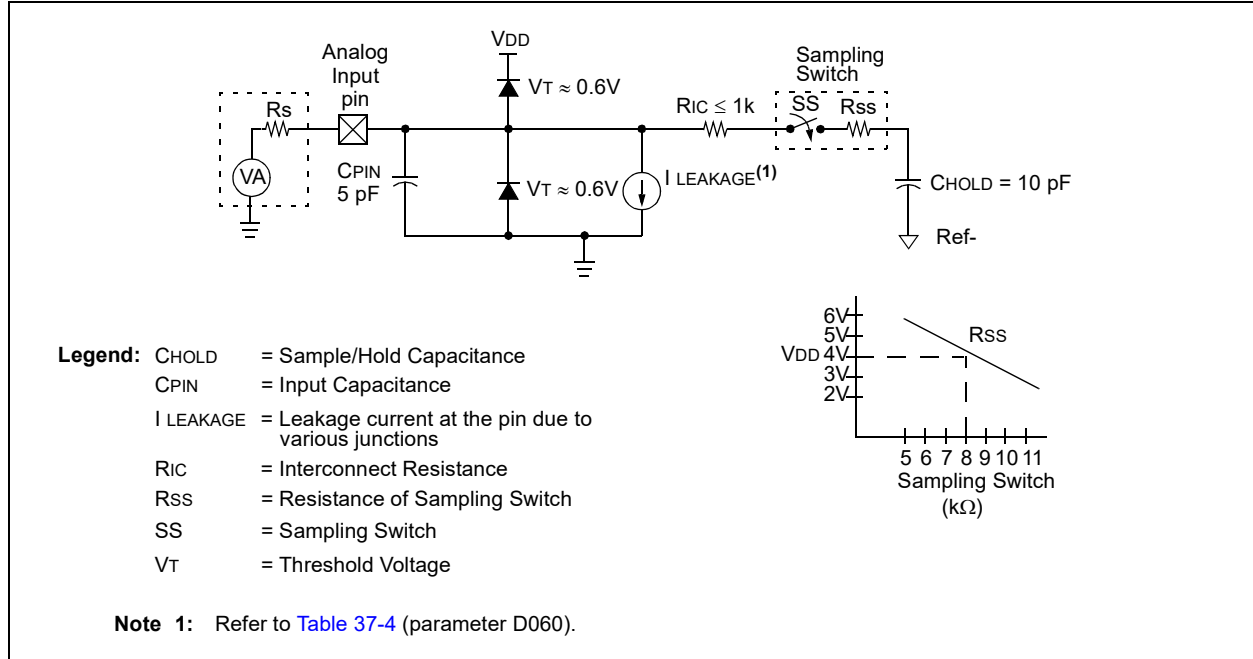 VDD
Analog
Input
pin
Sampling
Switch
VT ≈ 0.6V
Rs
RIC ≤ 1k
SS
Rss
VA
CPIN
5 pF
VT ≈ 0.6V
I LEAKAGE(1)
CHOLD = 10 pF
Ref-
6V
5V
VDD 4V
3V
2V
RSS
5 6 7 8 9 10 11
Sampling Switch
(kΩ)
Legend: CHOLD = Sample/Hold Capacitance
CPIN = Input Capacitance
I LEAKAGE = Leakage current at the pin due to
various junctions
RIC = Interconnect Resistance
RSS = Resistance of Sampling Switch
SS = Sampling Switch
VT = Threshold Voltage
Note 1: Refer to Table 37-4 (parameter D060).